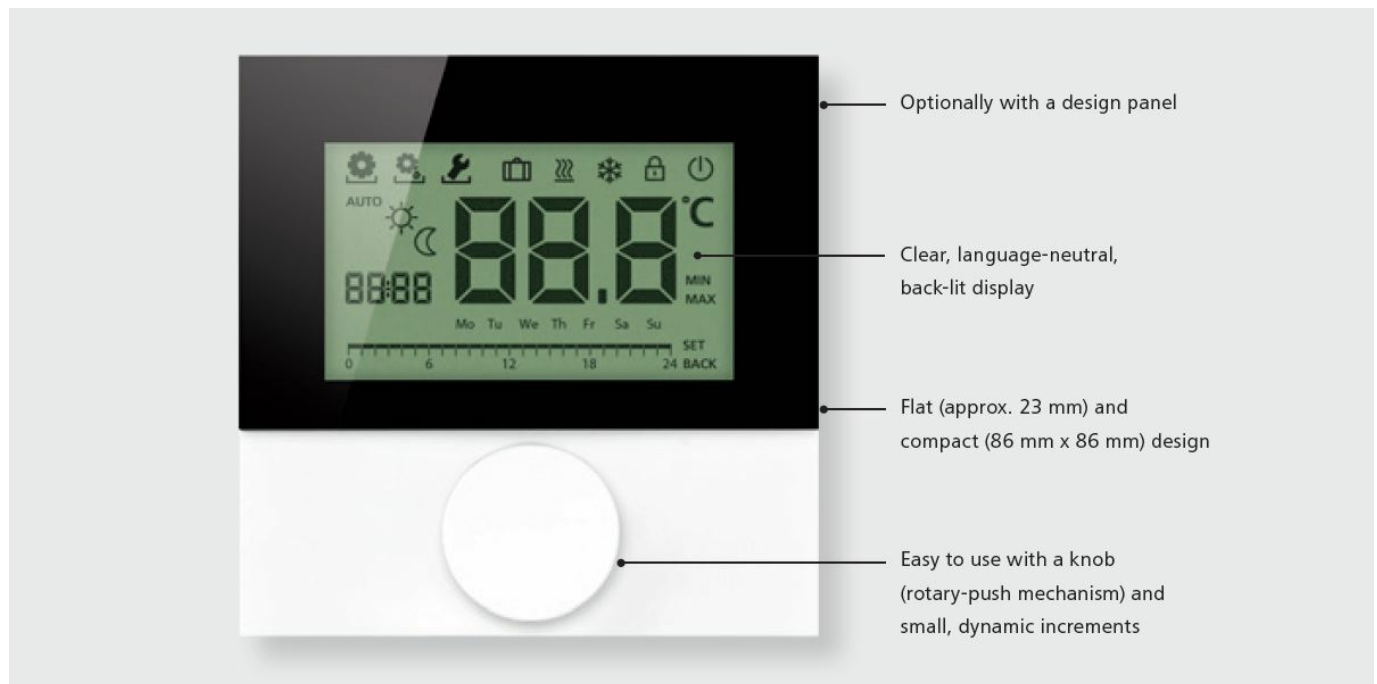 Optionally with a design panel
AUTO
88.8
°C
Clear, language-neutral,
back-lit display
88:88
MIN
MAX
Mo Tu We Th Fr Sa Su
SET
0 6 12 18 24 BACK
Flat (approx. 23 mm) and
compact (86 mm x 86 mm) design
Easy to use with a knob
(rotary-push mechanism) and
small, dynamic increments